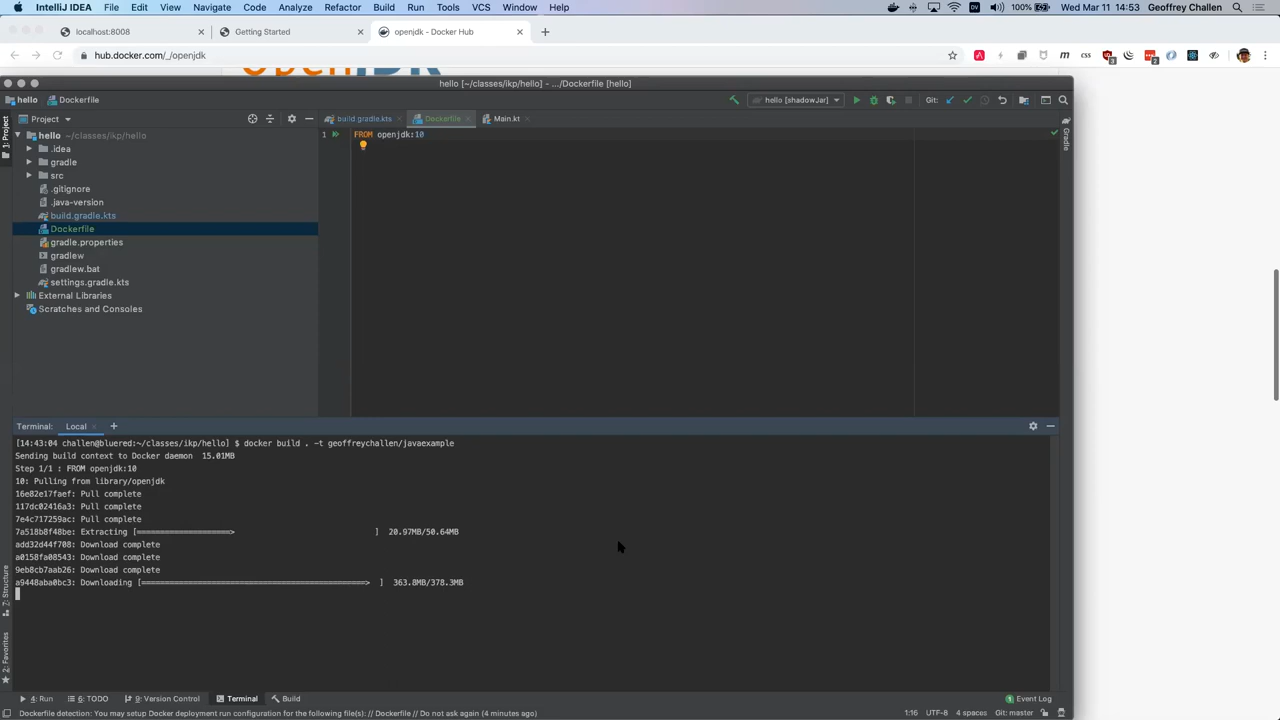 IntelliJ IDEA File Edit View Navigate Code Analyze Refactor Build Run Tools VCS Window Help 100% Wed Mar 11 14:53 Geoffrey Challen
localhost:8008 Getting Started openjdk - Docker Hub
hub.docker.com/_/openjdk
hello [~/classes/ikp/hello] - .../Dockerfile [hello]
hello Dockerfile hello [shadowJar] Git:
Project build.gradle.kts Dockerfile Main.kt
1: Project
Gradle
hello ~/classes/ikp/hello
1 FROM openjdk:10
.idea
gradle
src
.gitignore
.java-version
build.gradle.kts
Dockerfile
gradle.properties
gradlew
gradlew.bat
settings.gradle.kts
External Libraries
Scratches and Consoles
Terminal: Local
[14:43:04 challen@bluered:~/classes/ikp/hello] $ docker build . -t geoffreychallen/javaexample
Sending build context to Docker daemon 15.01MB
Step 1/1 : FROM openjdk:10
10: Pulling from library/openjdk
16e82e17faef: Pull complete
117dc02416a3: Pull complete
7e4c717259ac: Pull complete
7a518b8f48be: Extracting [====================> ] 20.97MB/50.64MB
add32d44f708: Download complete
a0158fa08543: Download complete
9eb8cb7aab26: Download complete
a9448aba0bc3: Downloading [================================================> ] 363.8MB/378.3MB
7: Structure
2: Favorites
4: Run 6: TODO 9: Version Control Terminal Build Event Log
Dockerfile detection: You may setup Docker deployment run configuration for the following file(s): // Dockerfile // Do not ask again (4 minutes ago) 1:16 UTF-8 4 spaces Git: master